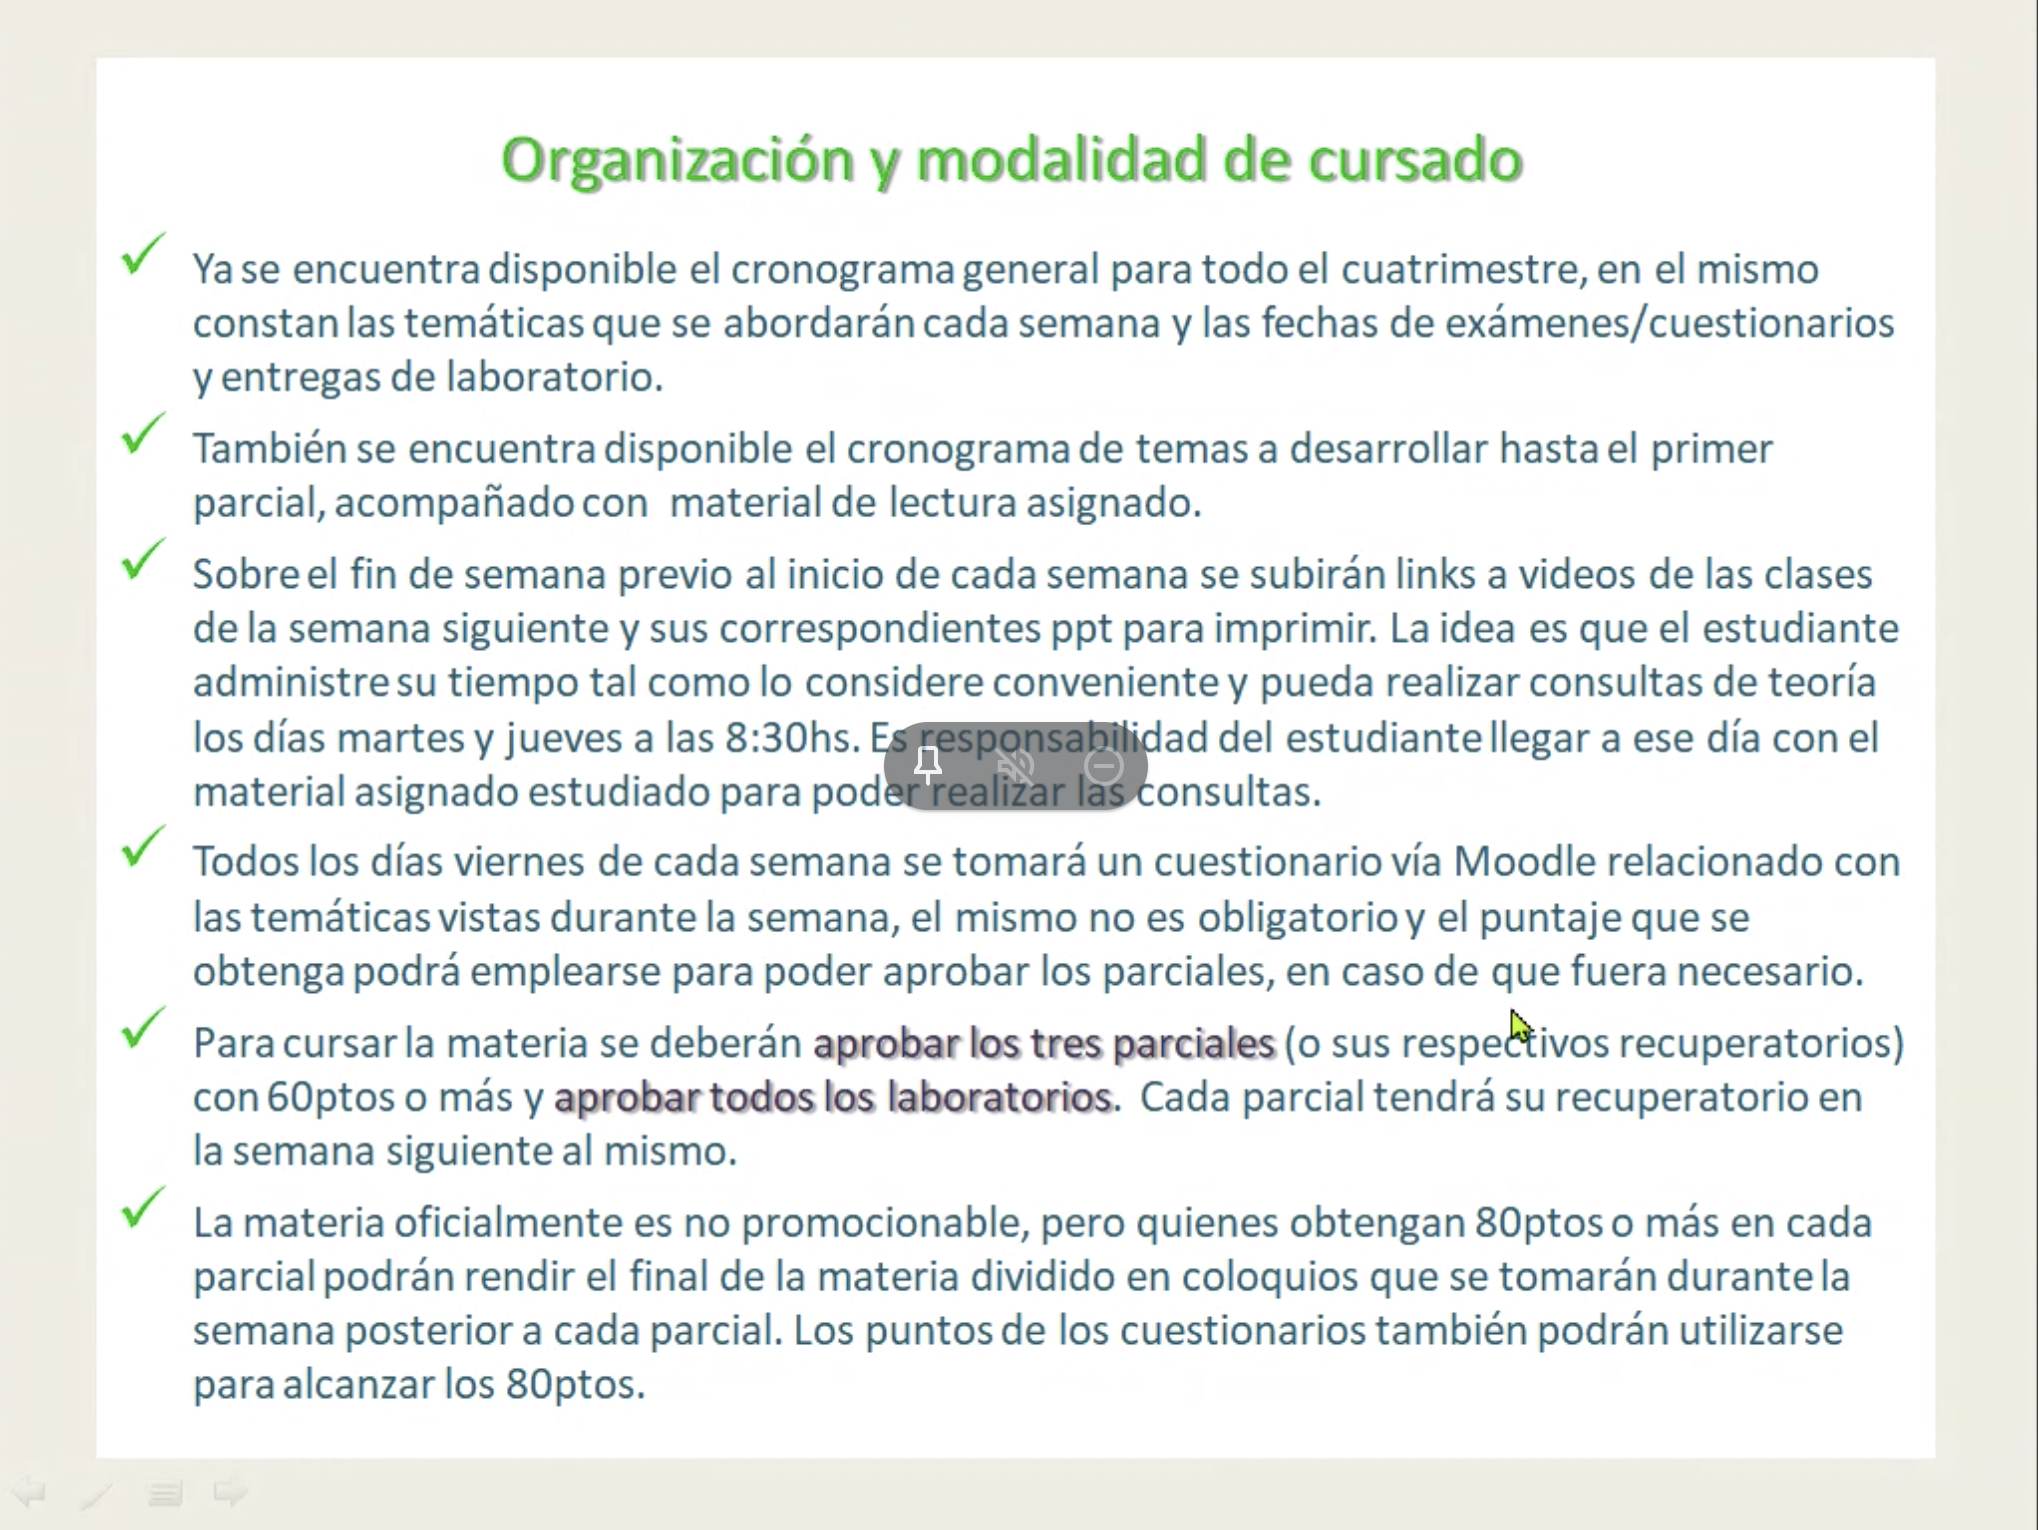 Organización y modalidad de cursado
Ya se encuentra disponible el cronograma general para todo el cuatrimestre, en el mismo
constan las temáticas que se abordarán cada semana y las fechas de exámenes/cuestionarios
y entregas de laboratorio.
También se encuentra disponible el cronograma de temas a desarrollar hasta el primer
parcial, acompañado con material de lectura asignado.
Sobre el fin de semana previo al inicio de cada semana se subirán links a videos de las clases
de la semana siguiente y sus correspondientes ppt para imprimir. La idea es que el estudiante
administre su tiempo tal como lo considere conveniente y pueda realizar consultas de teoría
los días martes y jueves a las 8:30hs. Es responsabilidad del estudiante llegar a ese día con el
material asignado estudiado para poder realizar las consultas.
Todos los días viernes de cada semana se tomará un cuestionario vía Moodle relacionado con
las temáticas vistas durante la semana, el mismo no es obligatorio y el puntaje que se
obtenga podrá emplearse para poder aprobar los parciales, en caso de que fuera necesario.
Para cursar la materia se deberán aprobar los tres parciales (o sus respectivos recuperatorios)
con 60ptos o más y aprobar todos los laboratorios. Cada parcial tendrá su recuperatorio en
la semana siguiente al mismo.
La materia oficialmente es no promocionable, pero quienes obtengan 80ptos o más en cada
parcial podrán rendir el final de la materia dividido en coloquios que se tomarán durante la
semana posterior a cada parcial. Los puntos de los cuestionarios también podrán utilizarse
para alcanzar los 80ptos.